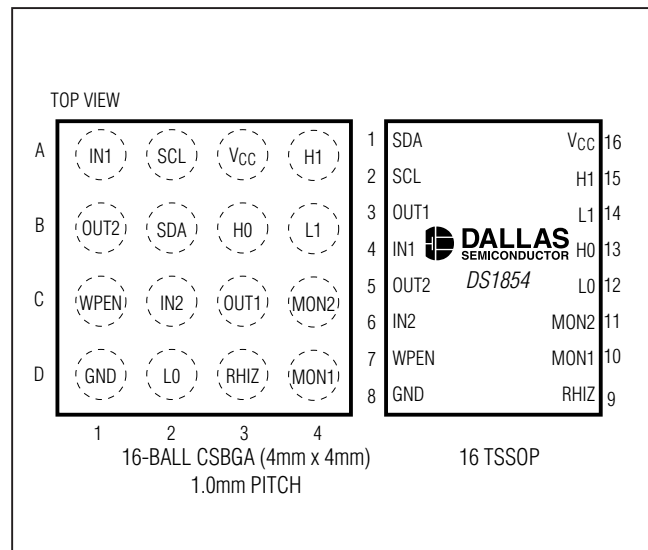 TOP VIEW
A IN1 SCL VCC H1
B OUT2 SDA H0 L1
C WPEN IN2 OUT1 MON2
D GND L0 RHIZ MON1
1 2 3 4
16-BALL CSBGA (4mm x 4mm)
1.0mm PITCH
1 SDA VCC 16
2 SCL H1 15
3 OUT1 L1 14
4 IN1 DALLAS SEMICONDUCTOR H0 13
5 OUT2 DS1854 L0 12
6 IN2 MON2 11
7 WPEN MON1 10
8 GND RHIZ 9
16 TSSOP